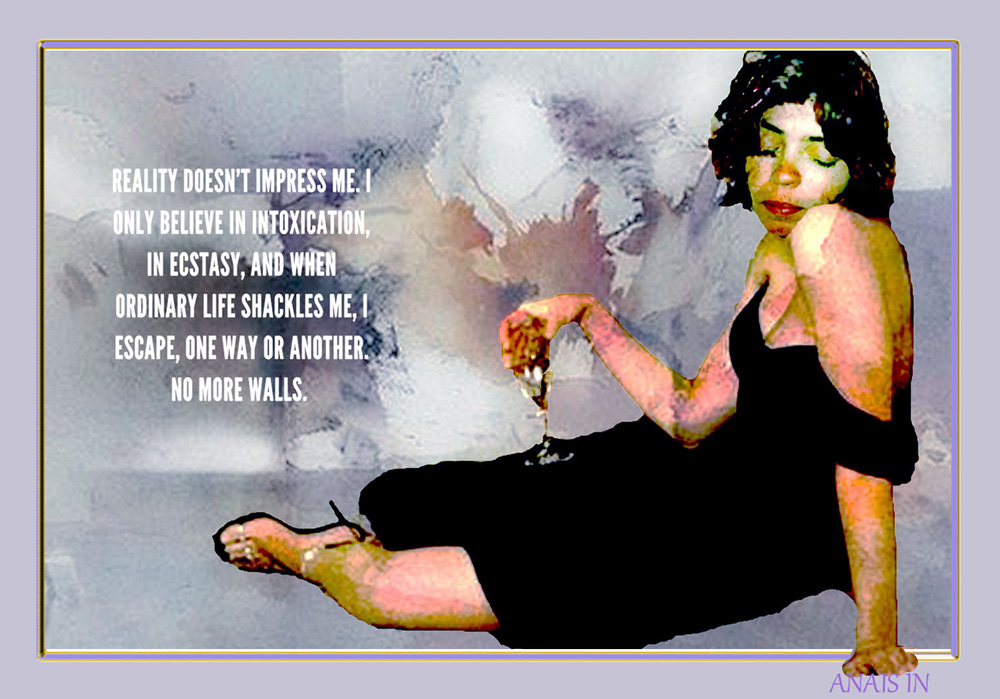 REALITY DOESN'T IMPRESS ME. I
ONLY BELIEVE IN INTOXICATION,
IN ECSTASY, AND WHEN
ORDINARY LIFE SHACKLES ME, I
ESCAPE, ONE WAY OR ANOTHER.
NO MORE WALLS.
ANAIS IN